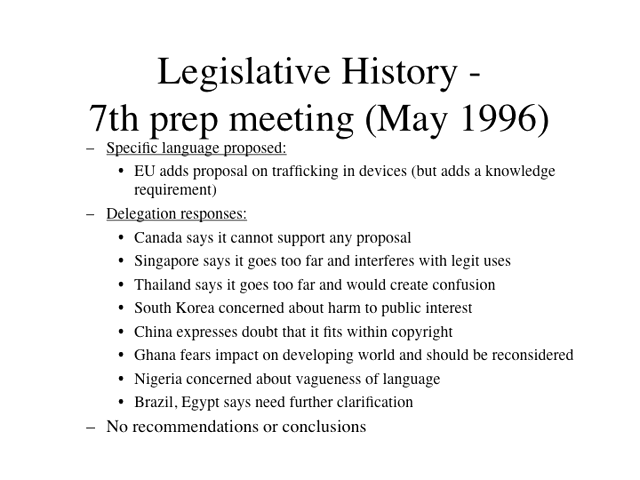 Legislative History -
7th prep meeting (May 1996)
– Specific language proposed:
• EU adds proposal on trafficking in devices (but adds a knowledge
requirement)
– Delegation responses:
• Canada says it cannot support any proposal
• Singapore says it goes too far and interferes with legit uses
• Thailand says it goes too far and would create confusion
• South Korea concerned about harm to public interest
• China expresses doubt that it fits within copyright
• Ghana fears impact on developing world and should be reconsidered
• Nigeria concerned about vagueness of language
• Brazil, Egypt says need further clarification
– No recommendations or conclusions